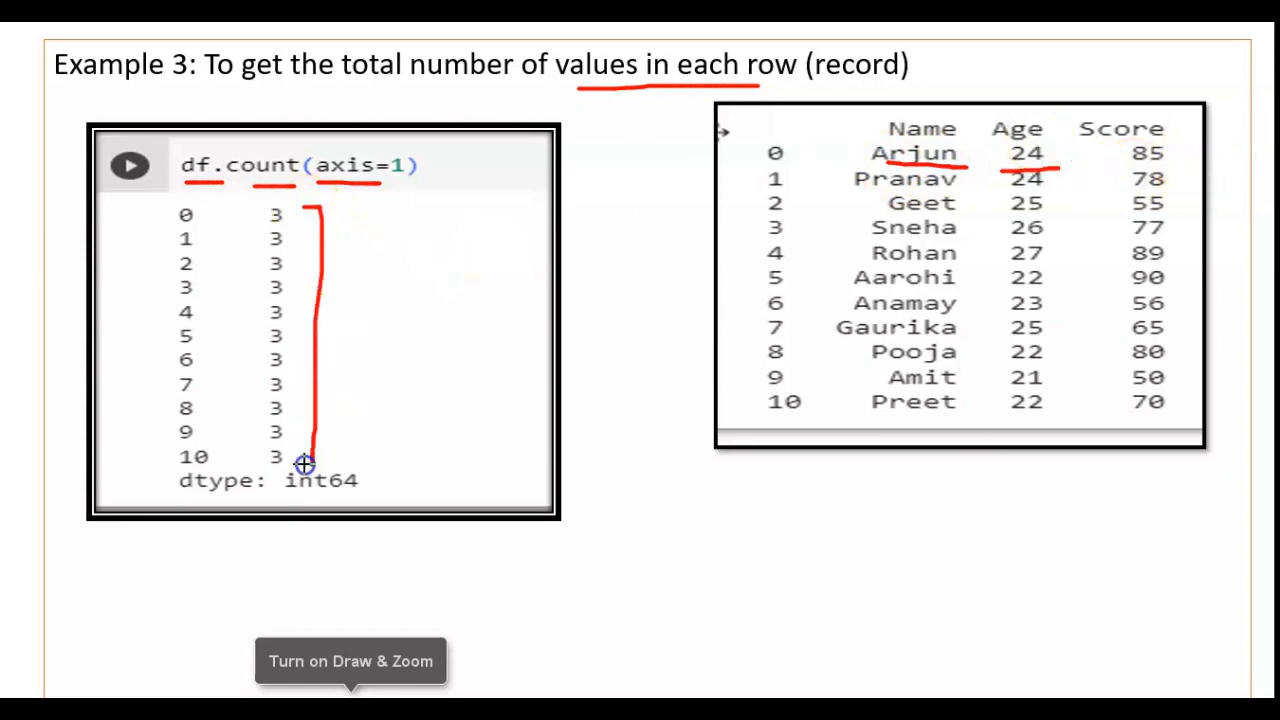 Example 3: To get the total number of values in each row (record)
df.count(axis=1)
0 3
1 3
2 3
3 3
4 3
5 3
6 3
7 3
8 3
9 3
10 3
dtype: int64
Name Age Score
0 Arjun 24 85
1 Pranav 24 78
2 Geet 25 55
3 Sneha 26 77
4 Rohan 27 89
5 Aarohi 22 90
6 Anamay 23 56
7 Gaurika 25 65
8 Pooja 22 80
9 Amit 21 50
10 Preet 22 70
Turn on Draw & Zoom